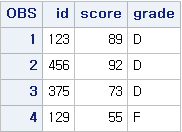 OBS id score grade
1 123 89 D
2 456 92 D
3 375 73 D
4 129 55 F